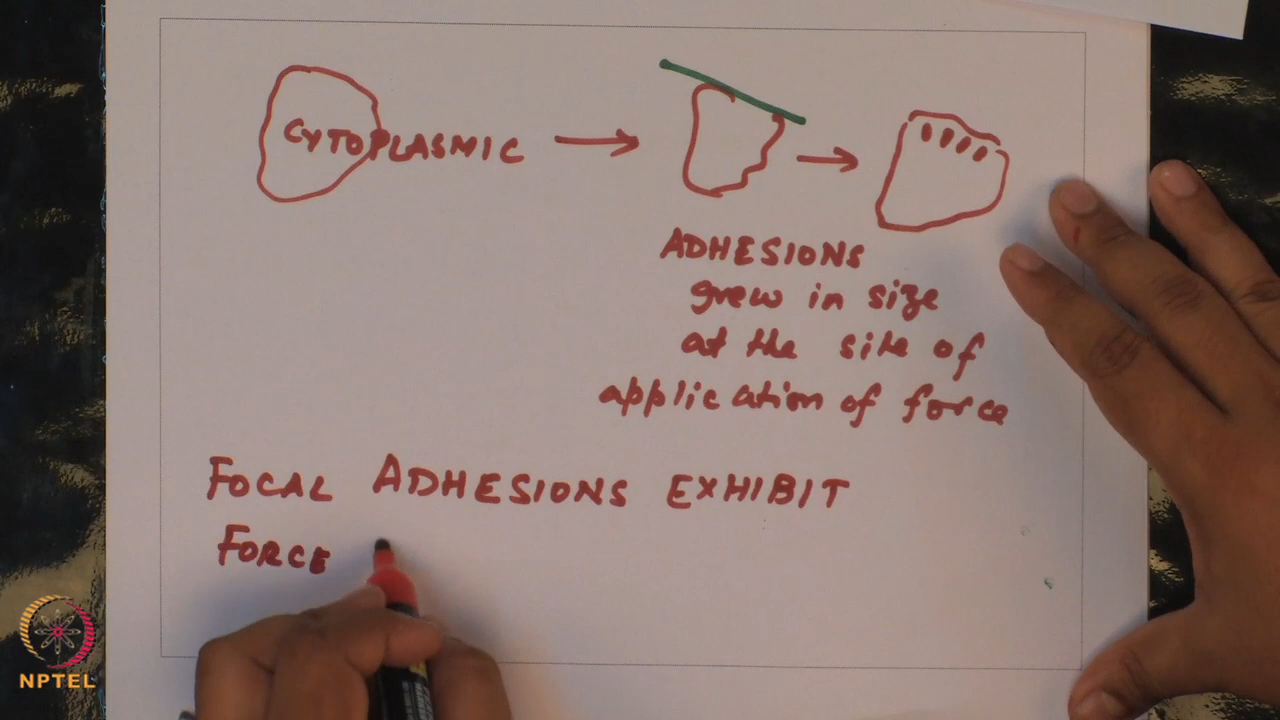 CYTOPLASMIC
ADHESIONS
grew in size
at the site of
application of force
FOCAL ADHESIONS EXHIBIT
FORCE
NPTEL